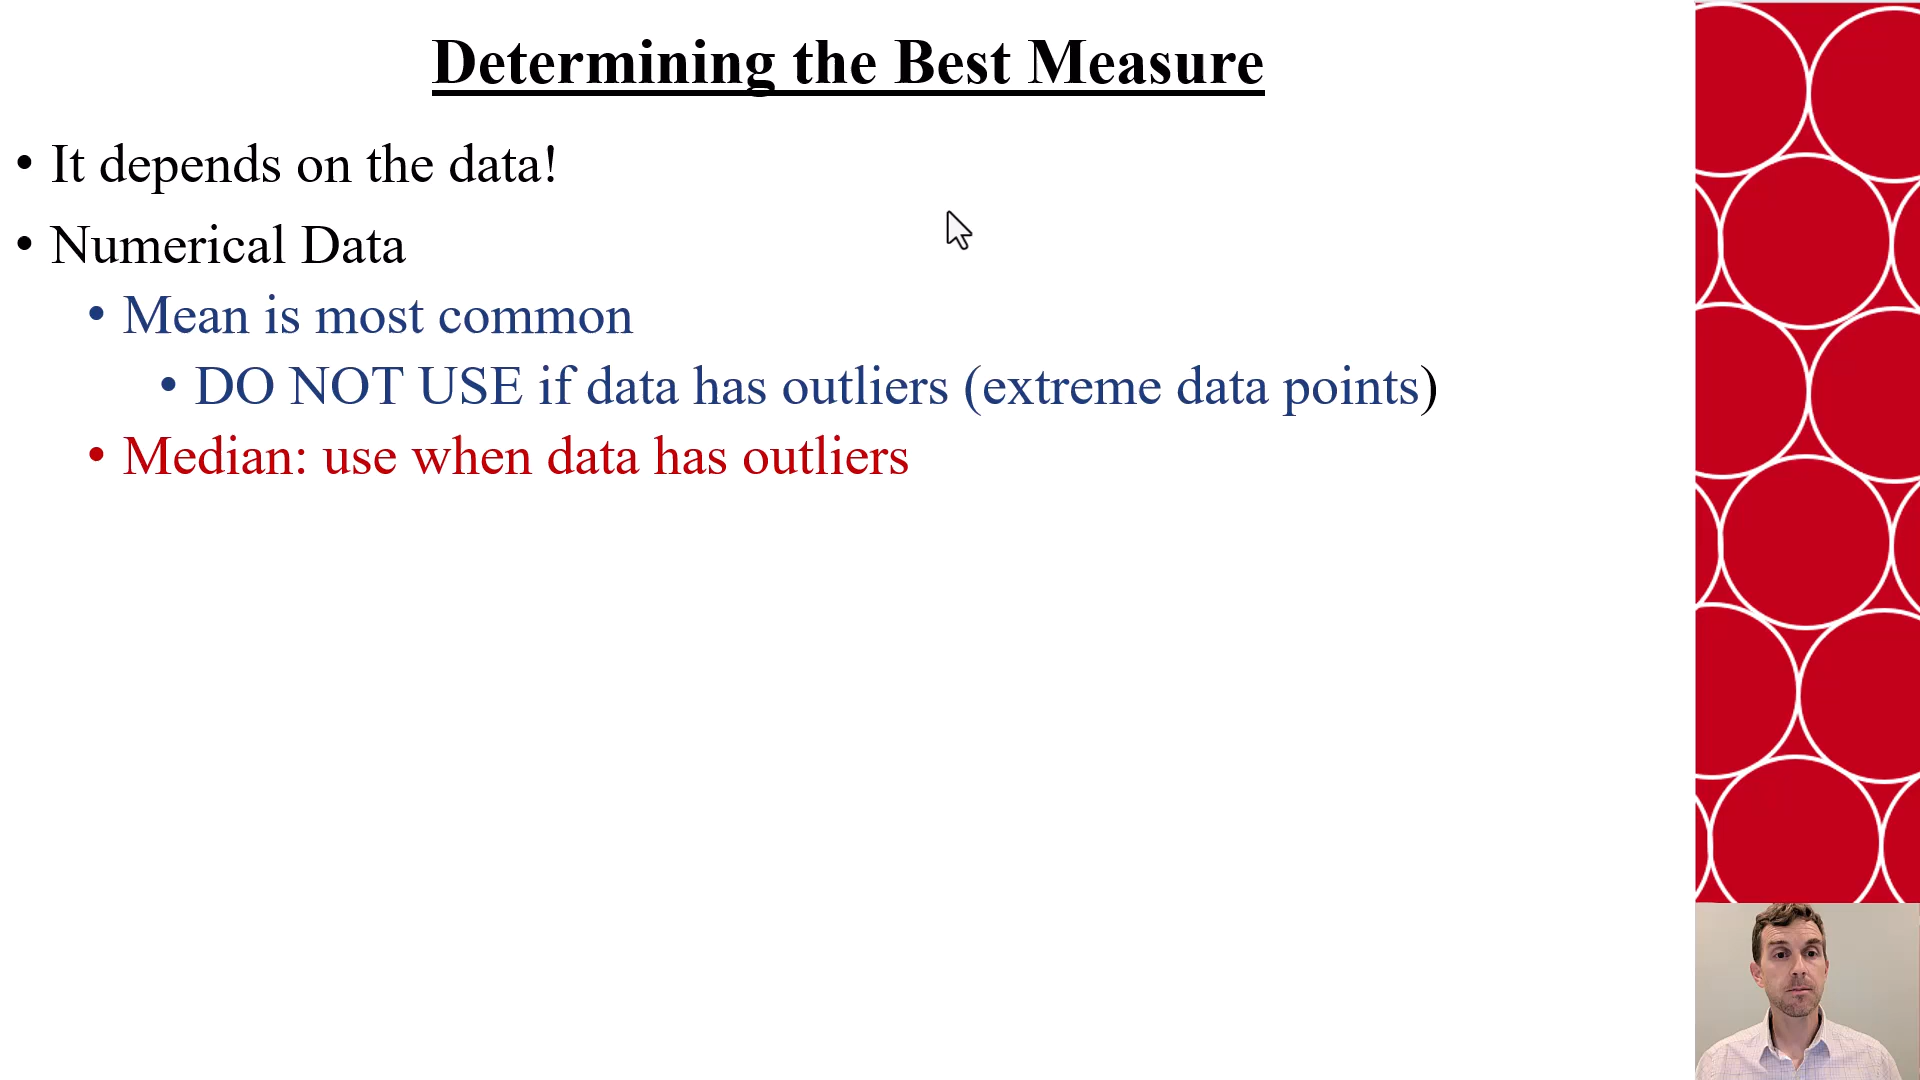 Determining the Best Measure
• It depends on the data!
• Numerical Data
• Mean is most common
• DO NOT USE if data has outliers (extreme data points)
• Median: use when data has outliers